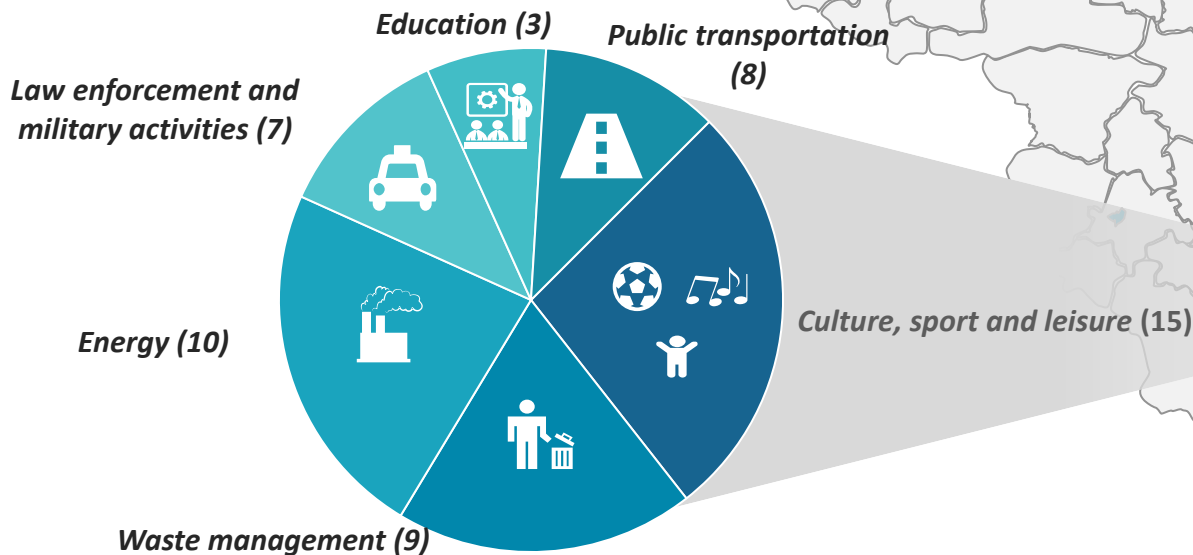 Education (3)
Public transportation
(8)
Law enforcement and
military activities (7)
Culture, sport and leisure (15)
Energy (10)
Waste management (9)